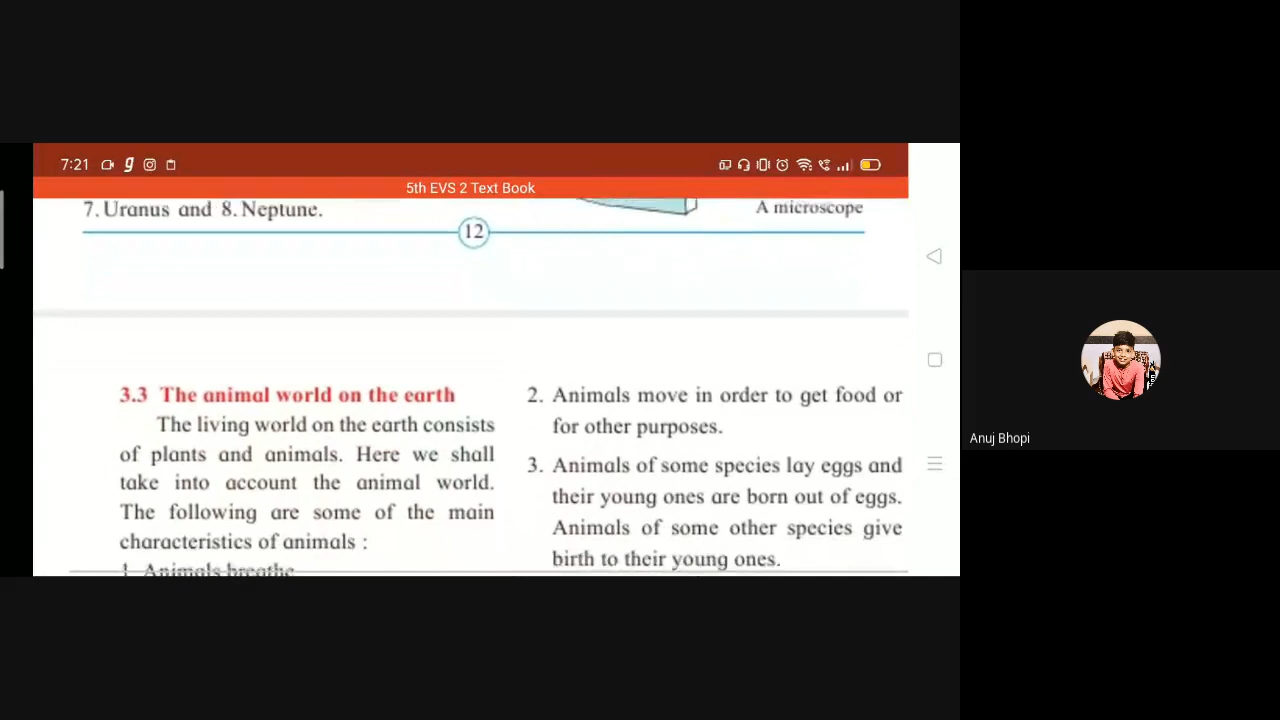 7:21
5th EVS 2 Text Book
7. Uranus and 8. Neptune.
A microscope
12
3.3 The animal world on the earth
The living world on the earth consists
of plants and animals. Here we shall
take into account the animal world.
The following are some of the main
characteristics of animals :
1 Animals breathe
2. Animals move in order to get food or
for other purposes.
3. Animals of some species lay eggs and
their young ones are born out of eggs.
Animals of some other species give
birth to their young ones.
Anuj Bhopi